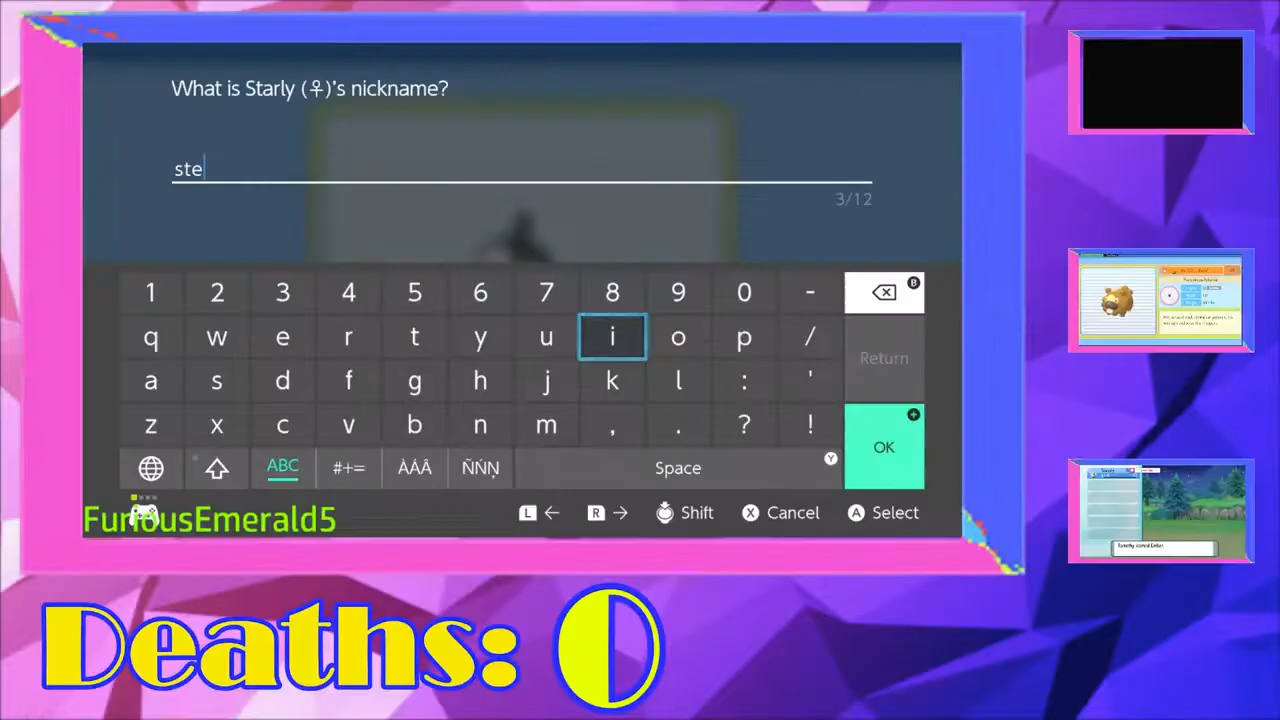 What is Starly (♀)'s nickname?
ste
3/12
1 2 3 4 5 6 7 8 9 0 -
q w e r t y u i o p /
Return
a s d f g h j k l : '
z x c v b n m , . ? !
OK
ABC #+= ÀÁÂ ÑŃŅ Space
L ← R → Shift X Cancel A Select
FuriousEmerald5
Deaths: 0